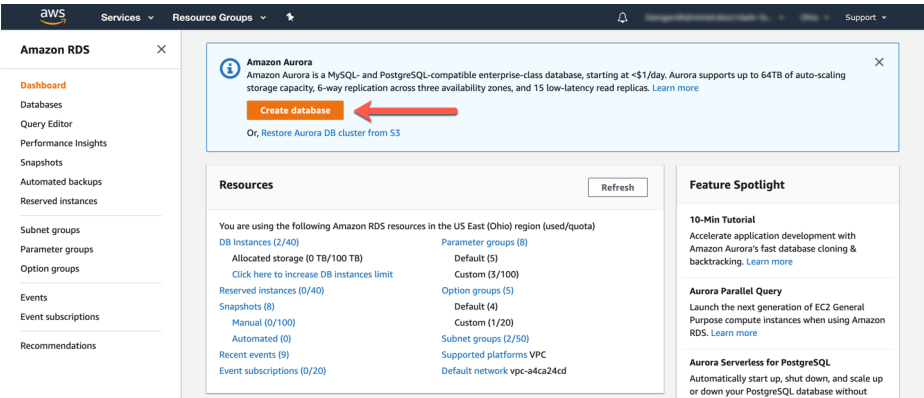 aws
Services
Resource Groups
Support
Amazon RDS
Dashboard
Databases
Query Editor
Performance Insights
Snapshots
Automated backups
Reserved instances
Subnet groups
Parameter groups
Option groups
Events
Event subscriptions
Recommendations
Amazon Aurora
Amazon Aurora is a MySQL- and PostgreSQL-compatible enterprise-class database, starting at <$1/day. Aurora supports up to 64TB of auto-scaling
storage capacity, 6-way replication across three availability zones, and 15 low-latency read replicas. Learn more
Create database
Or, Restore Aurora DB cluster from S3
Resources
Refresh
You are using the following Amazon RDS resources in the US East (Ohio) region (used/quota)
DB Instances (2/40)
Allocated storage (0 TB/100 TB)
Click here to increase DB instances limit
Reserved instances (0/40)
Snapshots (8)
Manual (0/100)
Automated (0)
Recent events (9)
Event subscriptions (0/20)
Parameter groups (8)
Default (5)
Custom (3/100)
Option groups (5)
Default (4)
Custom (1/20)
Subnet groups (2/50)
Supported platforms VPC
Default network vpc-a4ca24cd
Feature Spotlight
10-Min Tutorial
Accelerate application development with
Amazon Aurora's fast database cloning &
backtracking. Learn more
Aurora Parallel Query
Launch the next generation of EC2 General
Purpose compute instances when using Amazon
RDS. Learn more
Aurora Serverless for PostgreSQL
Automatically start up, shut down, and scale up
or down your PostgreSQL database without